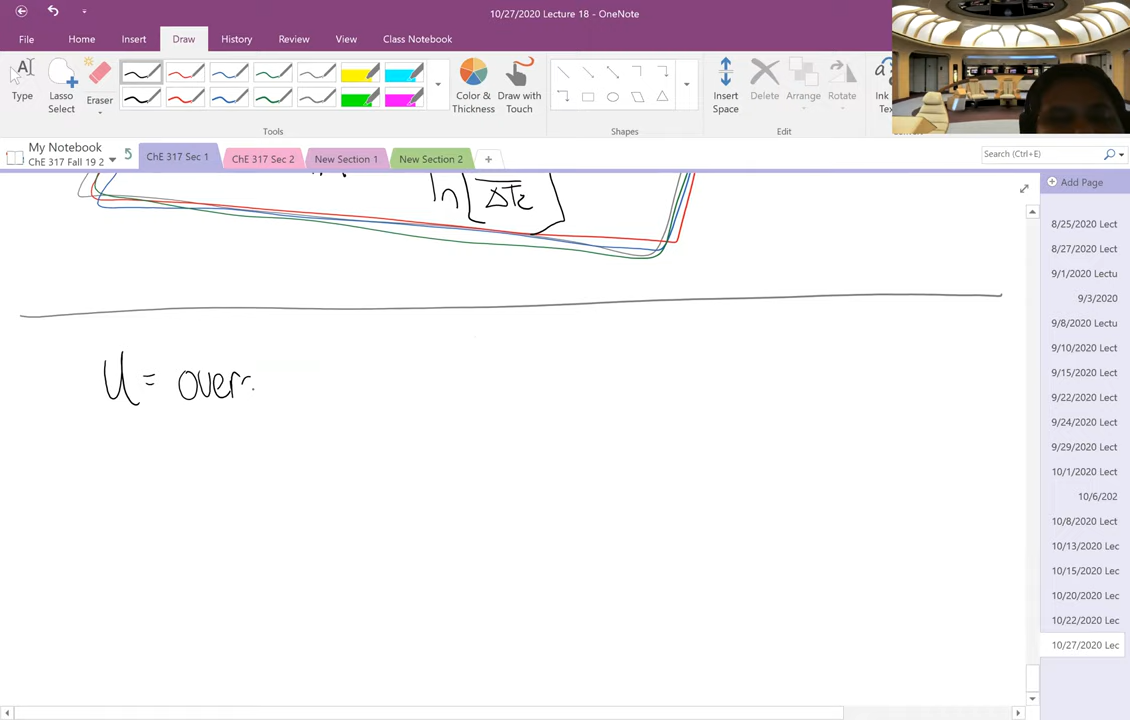 10/27/2020 Lecture 18 - OneNote
File Home Insert Draw History Review View Class Notebook
Type
Lasso Select
Eraser
Color & Thickness
Draw with Touch
Insert Space
Delete
Arrange
Rotate
Ink
Tex
Tools
Shapes
Edit
My Notebook
ChE 317 Fall 19 2
ChE 317 Sec 1
ChE 317 Sec 2
New Section 1
New Section 2
Search (Ctrl+E)
Add Page
8/25/2020 Lect
8/27/2020 Lect
9/1/2020 Lectu
9/3/2020
9/8/2020 Lectu
9/10/2020 Lect
9/15/2020 Lect
9/22/2020 Lect
9/24/2020 Lect
9/29/2020 Lect
10/1/2020 Lect
10/6/202
10/8/2020 Lect
10/13/2020 Lec
10/15/2020 Lec
10/20/2020 Lec
10/22/2020 Lec
10/27/2020 Lec
ln[ΔT2]
U = over